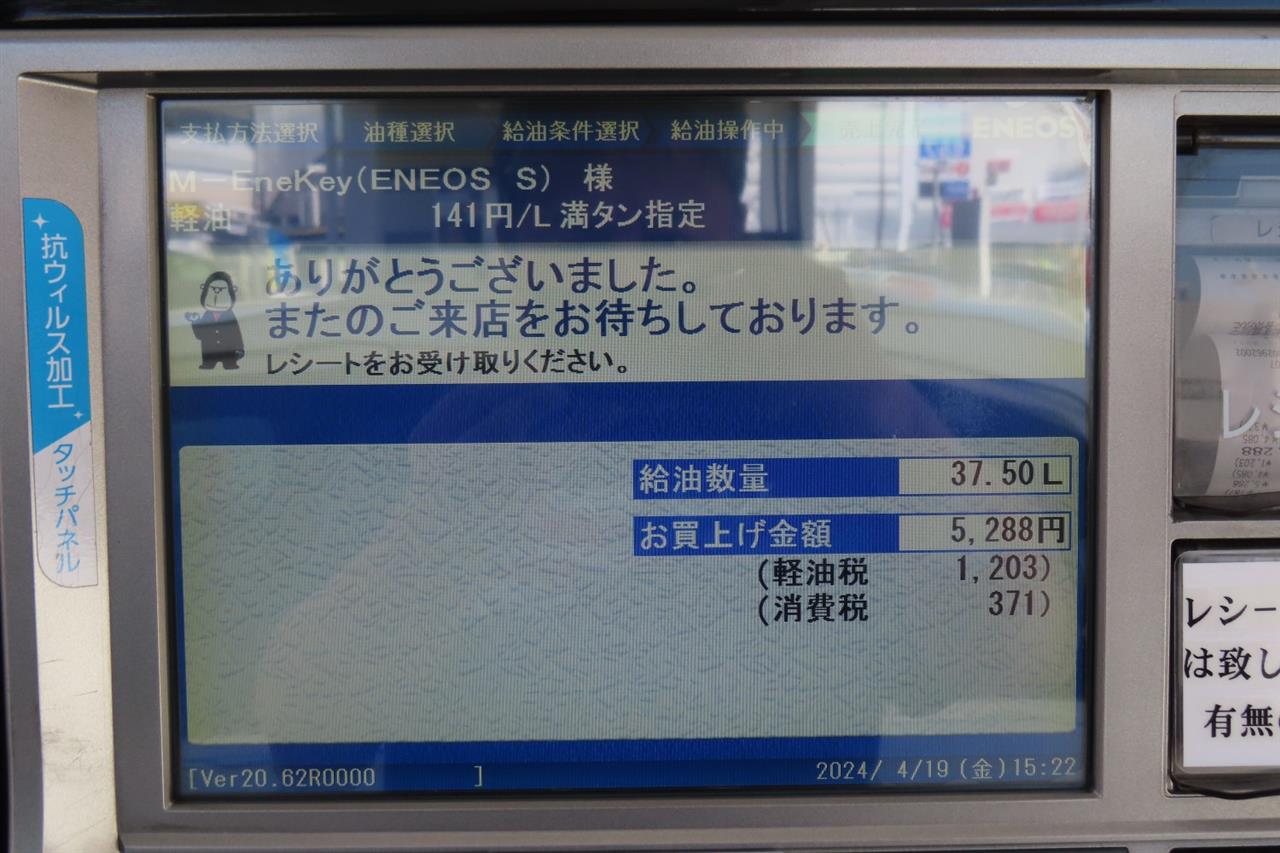 支払方法選択 油種選択 給油条件選択 給油操作中 ENEOS
M-EneKey(ENEOS S) 様
軽油 141円/L 満タン指定
ありがとうございました。
またのご来店をお待ちしております。
レシートをお受け取りください。
給油数量 37.50L
お買上げ金額 5,288円
(軽油税 1,203)
(消費税 371)
[Ver20.62R0000 ]
2024/ 4/19(金)15:22
抗ウィルス加工
タッチパネル
レシー
は致し
有無